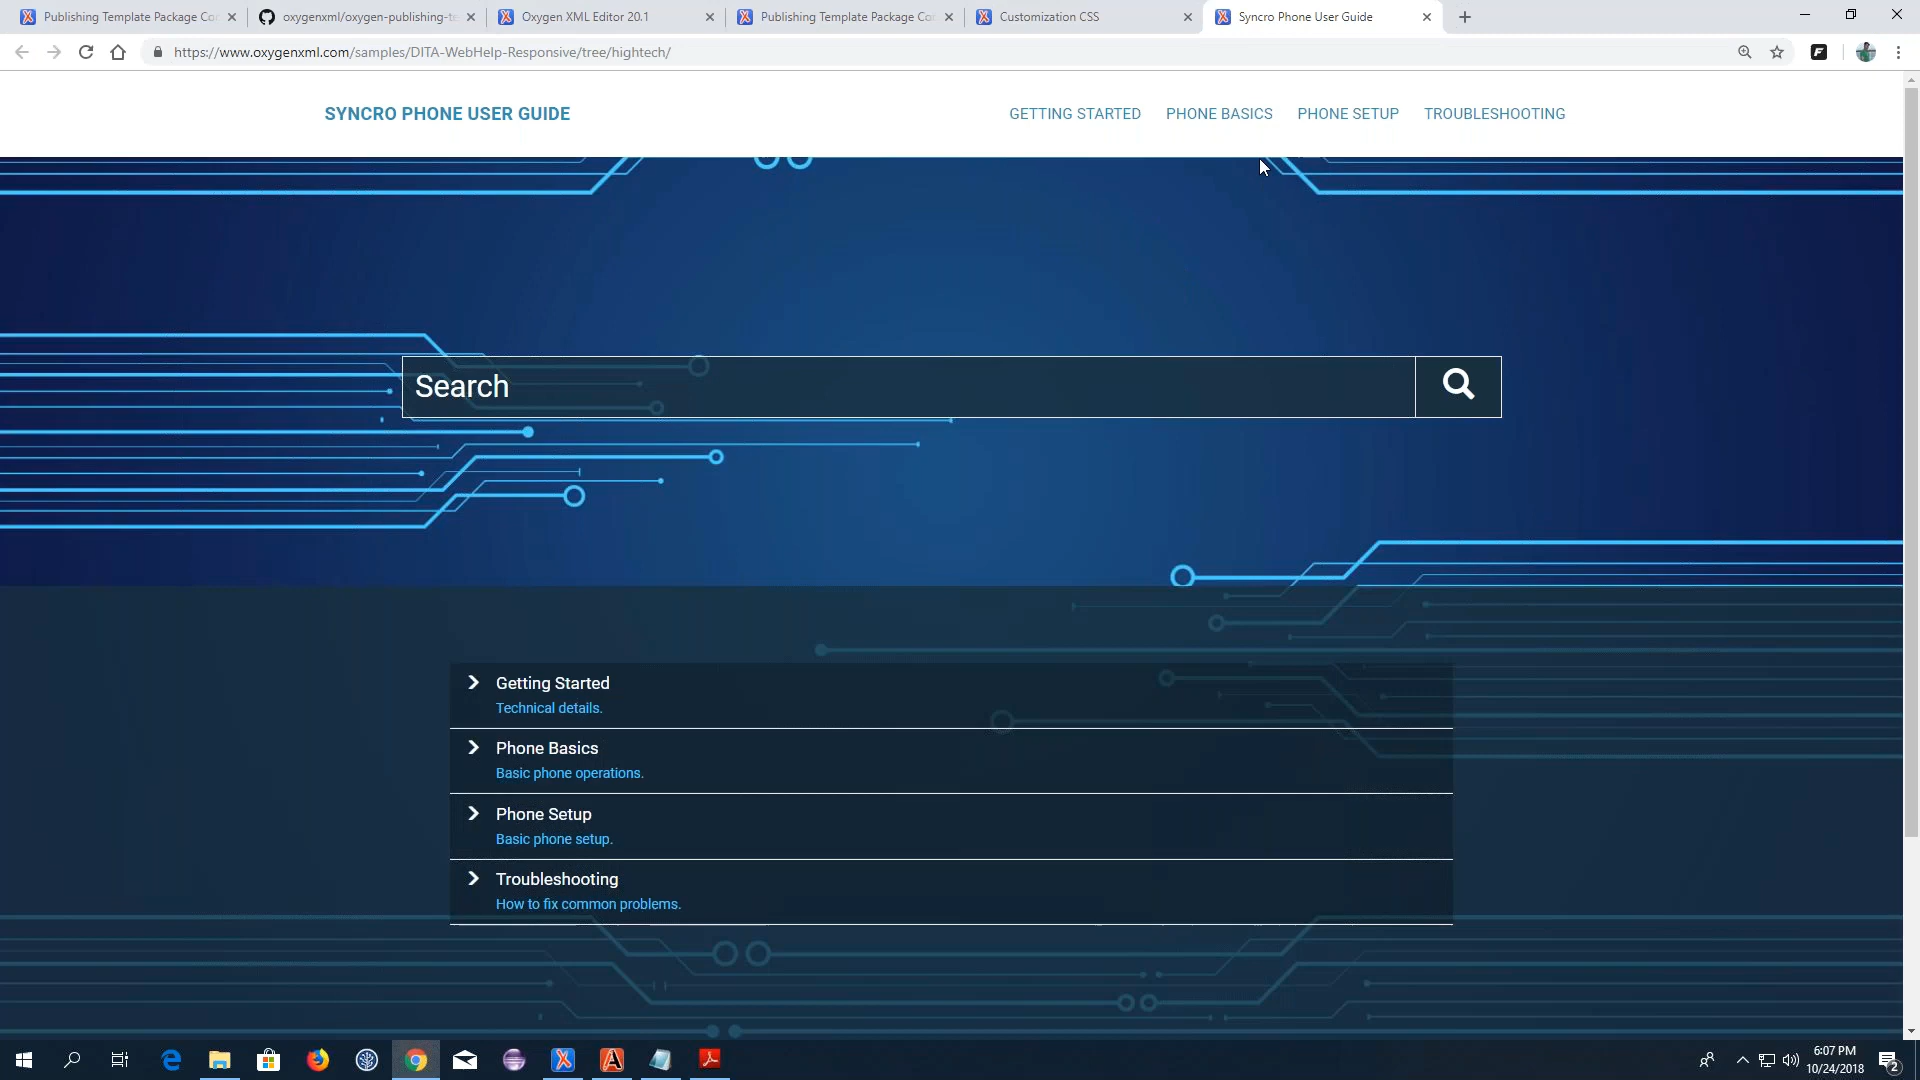 Publishing Template Package Co
oxygenxml/oxygen-publishing-te
Oxygen XML Editor 20.1
Publishing Template Package Co
Customization CSS
Syncro Phone User Guide
https://www.oxygenxml.com/samples/DITA-WebHelp-Responsive/tree/hightech/
SYNCRO PHONE USER GUIDE
GETTING STARTED
PHONE BASICS
PHONE SETUP
TROUBLESHOOTING
Search
Getting Started
Technical details.
Phone Basics
Basic phone operations.
Phone Setup
Basic phone setup.
Troubleshooting
How to fix common problems.
6:07 PM
10/24/2018
2